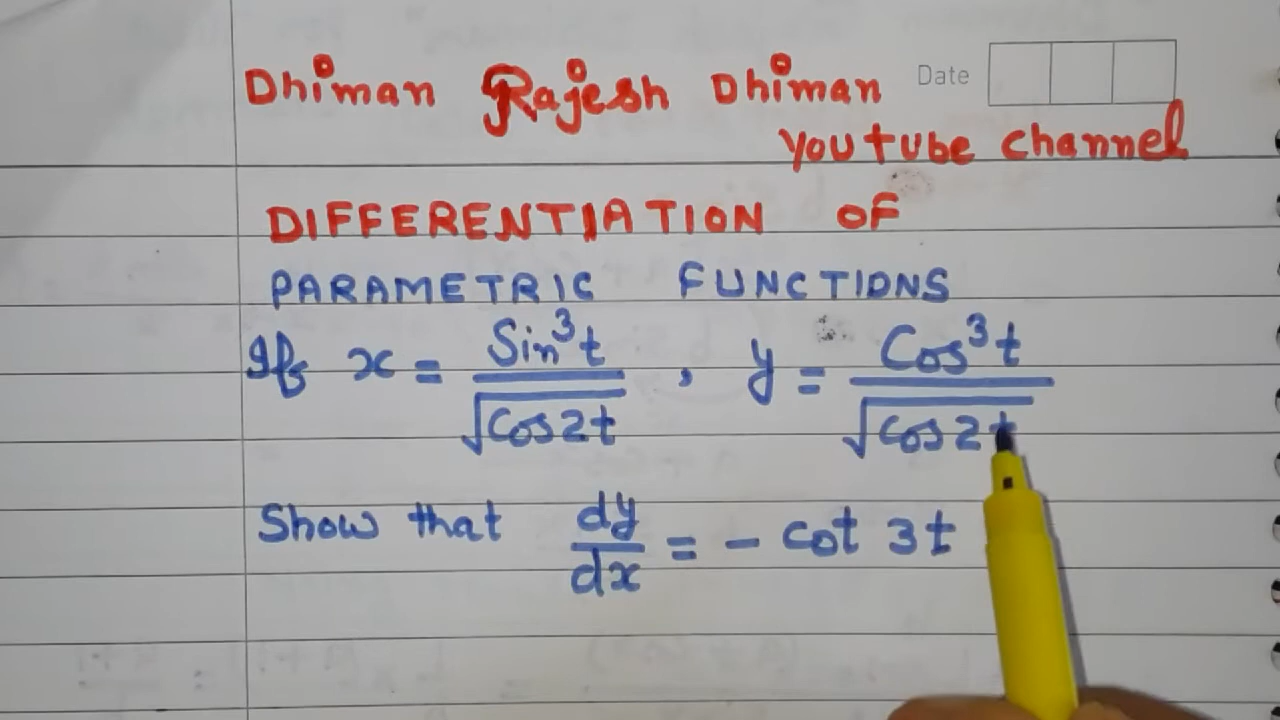 Dhiman Rajesh Dhiman Date
YouTube channel
DIFFERENTIATION OF
PARAMETRIC FUNCTIONS
If x = Sin³t / √Cos2t , y = Cos³t / √Cos2t
Show that dy/dx = - cot 3t